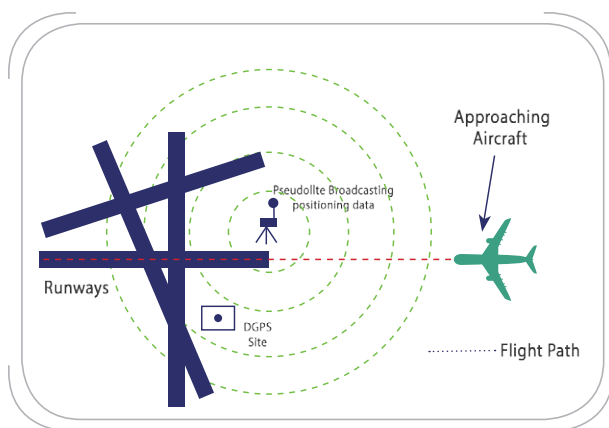 Approaching
Aircraft
Pseudolite Broadcasting
positioning data
Runways
DGPS
Site
Flight Path